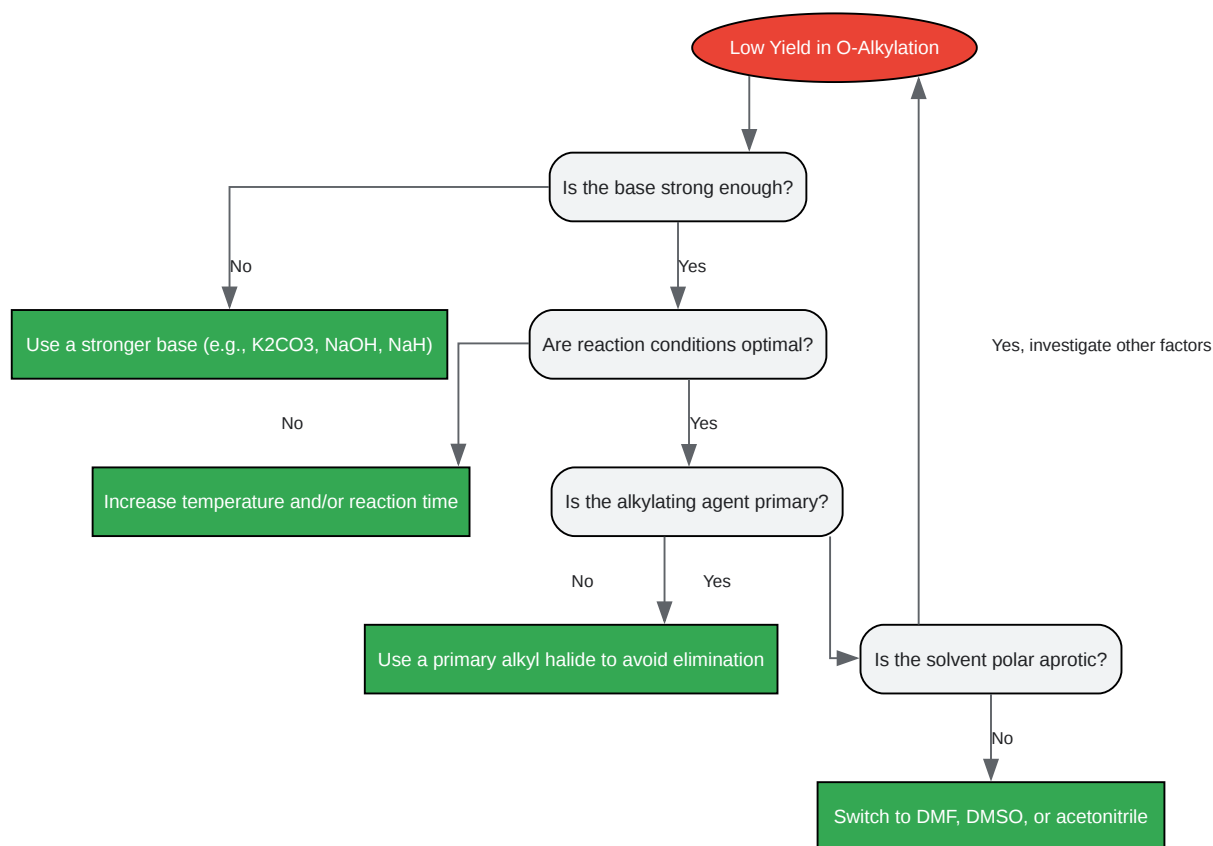 Low Yield in O-Alkylation
Is the base strong enough?
No
Yes
Use a stronger base (e.g., K2CO3, NaOH, NaH)
Are reaction conditions optimal?
Yes, investigate other factors
No
Yes
Increase temperature and/or reaction time
Is the alkylating agent primary?
No
Yes
Use a primary alkyl halide to avoid elimination
Is the solvent polar aprotic?
No
Switch to DMF, DMSO, or acetonitrile